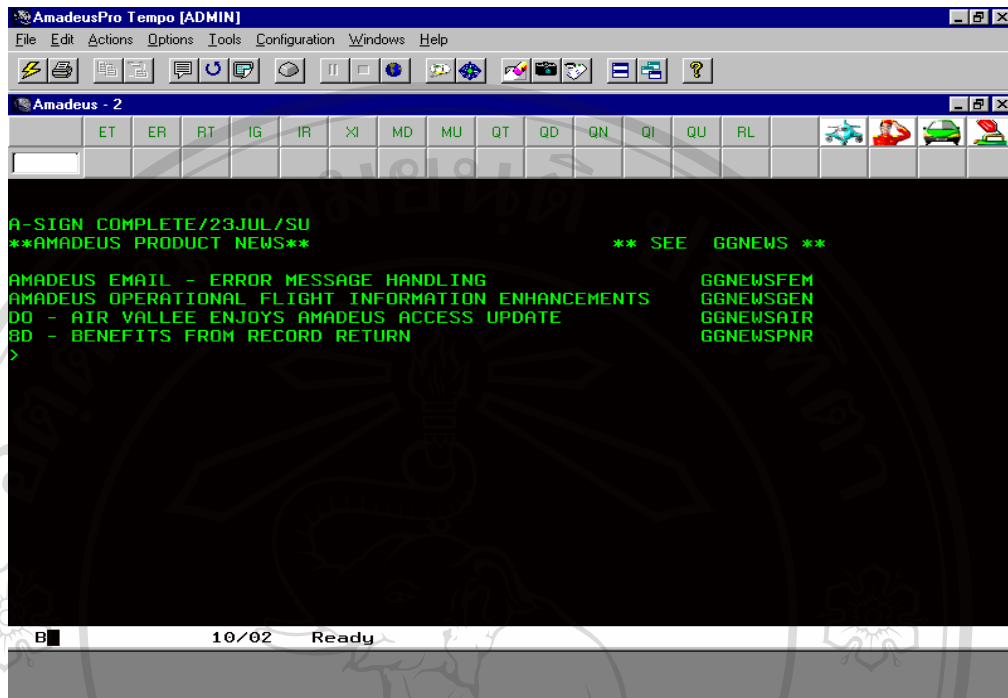 AmadeusPro Tempo [ADMIN]
File Edit Actions Options Tools Configuration Windows Help
Amadeus - 2
ET ER RT IG IR XI MD MU QT QD QN QI QU RL
A-SIGN COMPLETE/23JUL/SU
**AMADEUS PRODUCT NEWS** ** SEE GGNEWS **
AMADEUS EMAIL - ERROR MESSAGE HANDLING GGNEWSFEM
AMADEUS OPERATIONAL FLIGHT INFORMATION ENHANCEMENTS GGNEWSGEN
DO - AIR VALLEE ENJOYS AMADEUS ACCESS UPDATE GGNEWSAIR
8D - BENEFITS FROM RECORD RETURN GGNEWSPNR
>
B 10/02 Ready